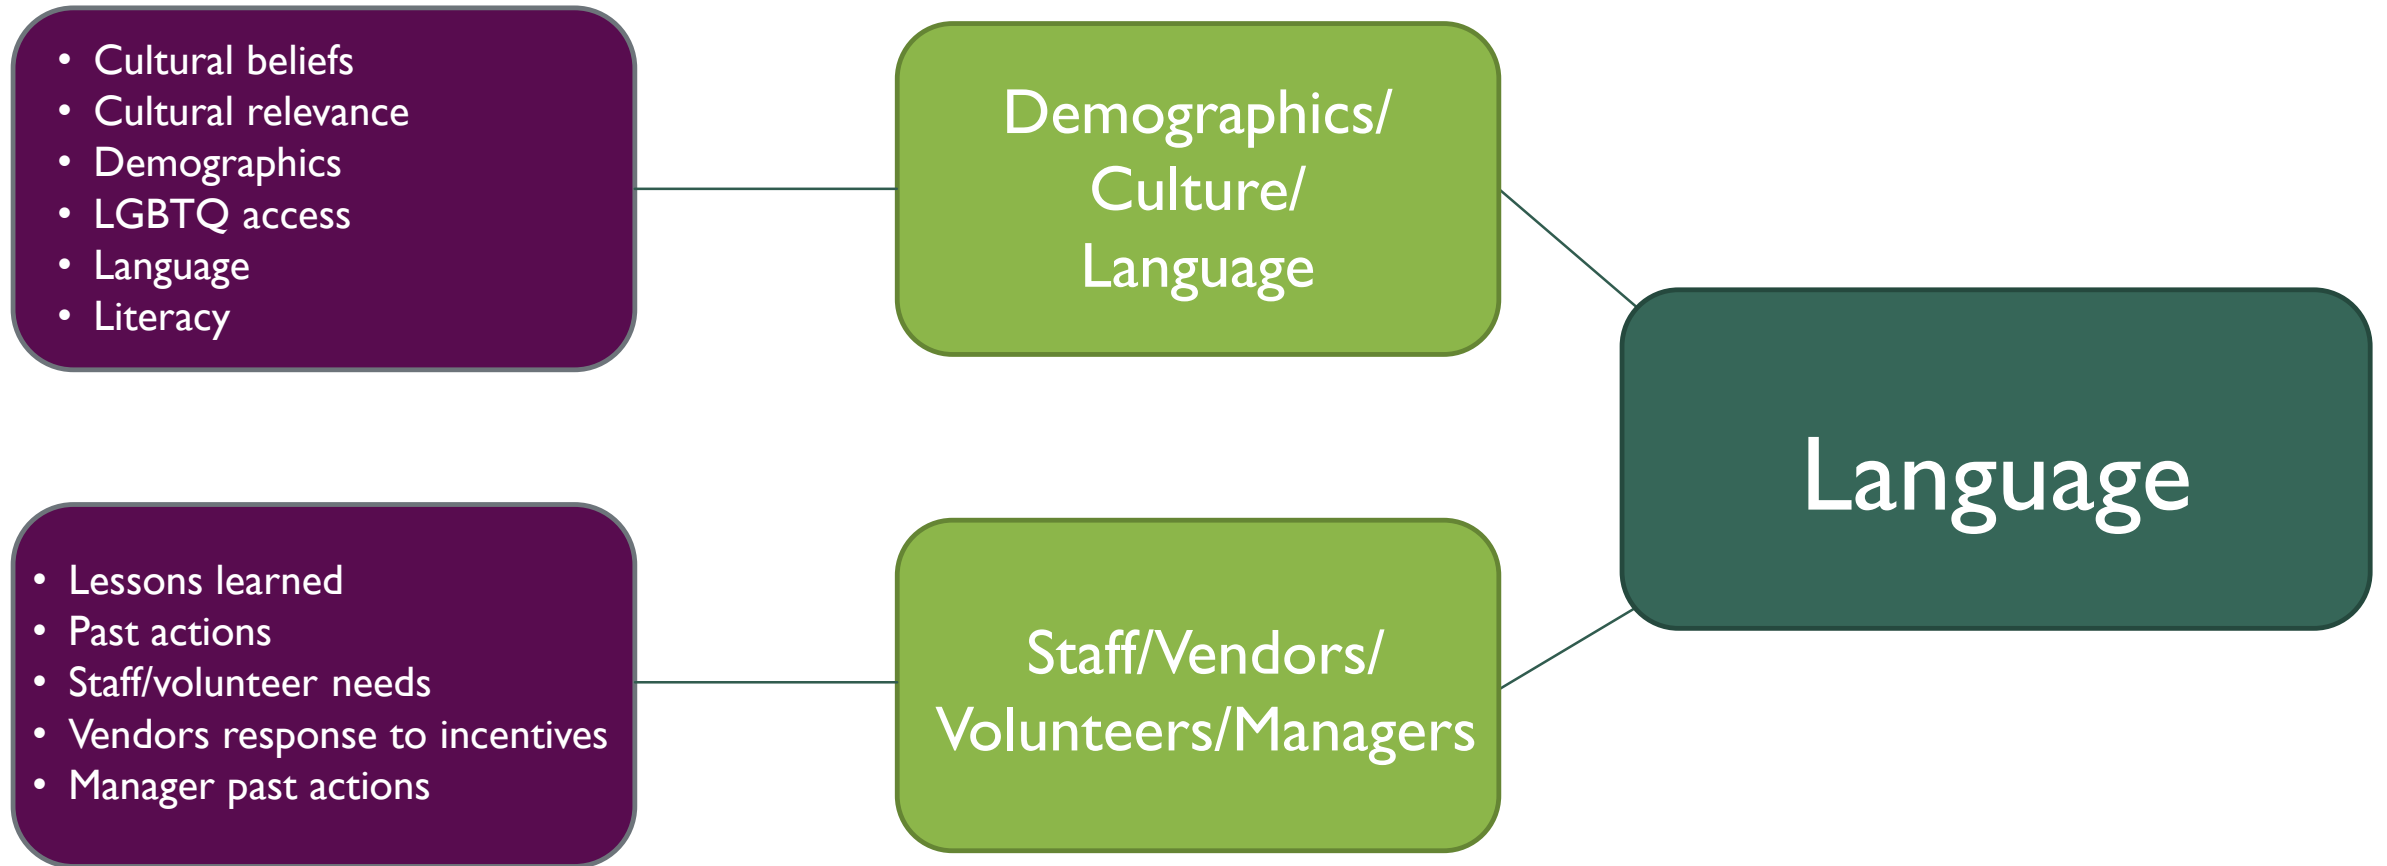 • Cultural beliefs
• Cultural relevance
• Demographics
• LGBTQ access
• Language
• Literacy
Demographics/
Culture/
Language
Language
• Lessons learned
• Past actions
• Staff/volunteer needs
• Vendors response to incentives
• Manager past actions
Staff/Vendors/
Volunteers/Managers